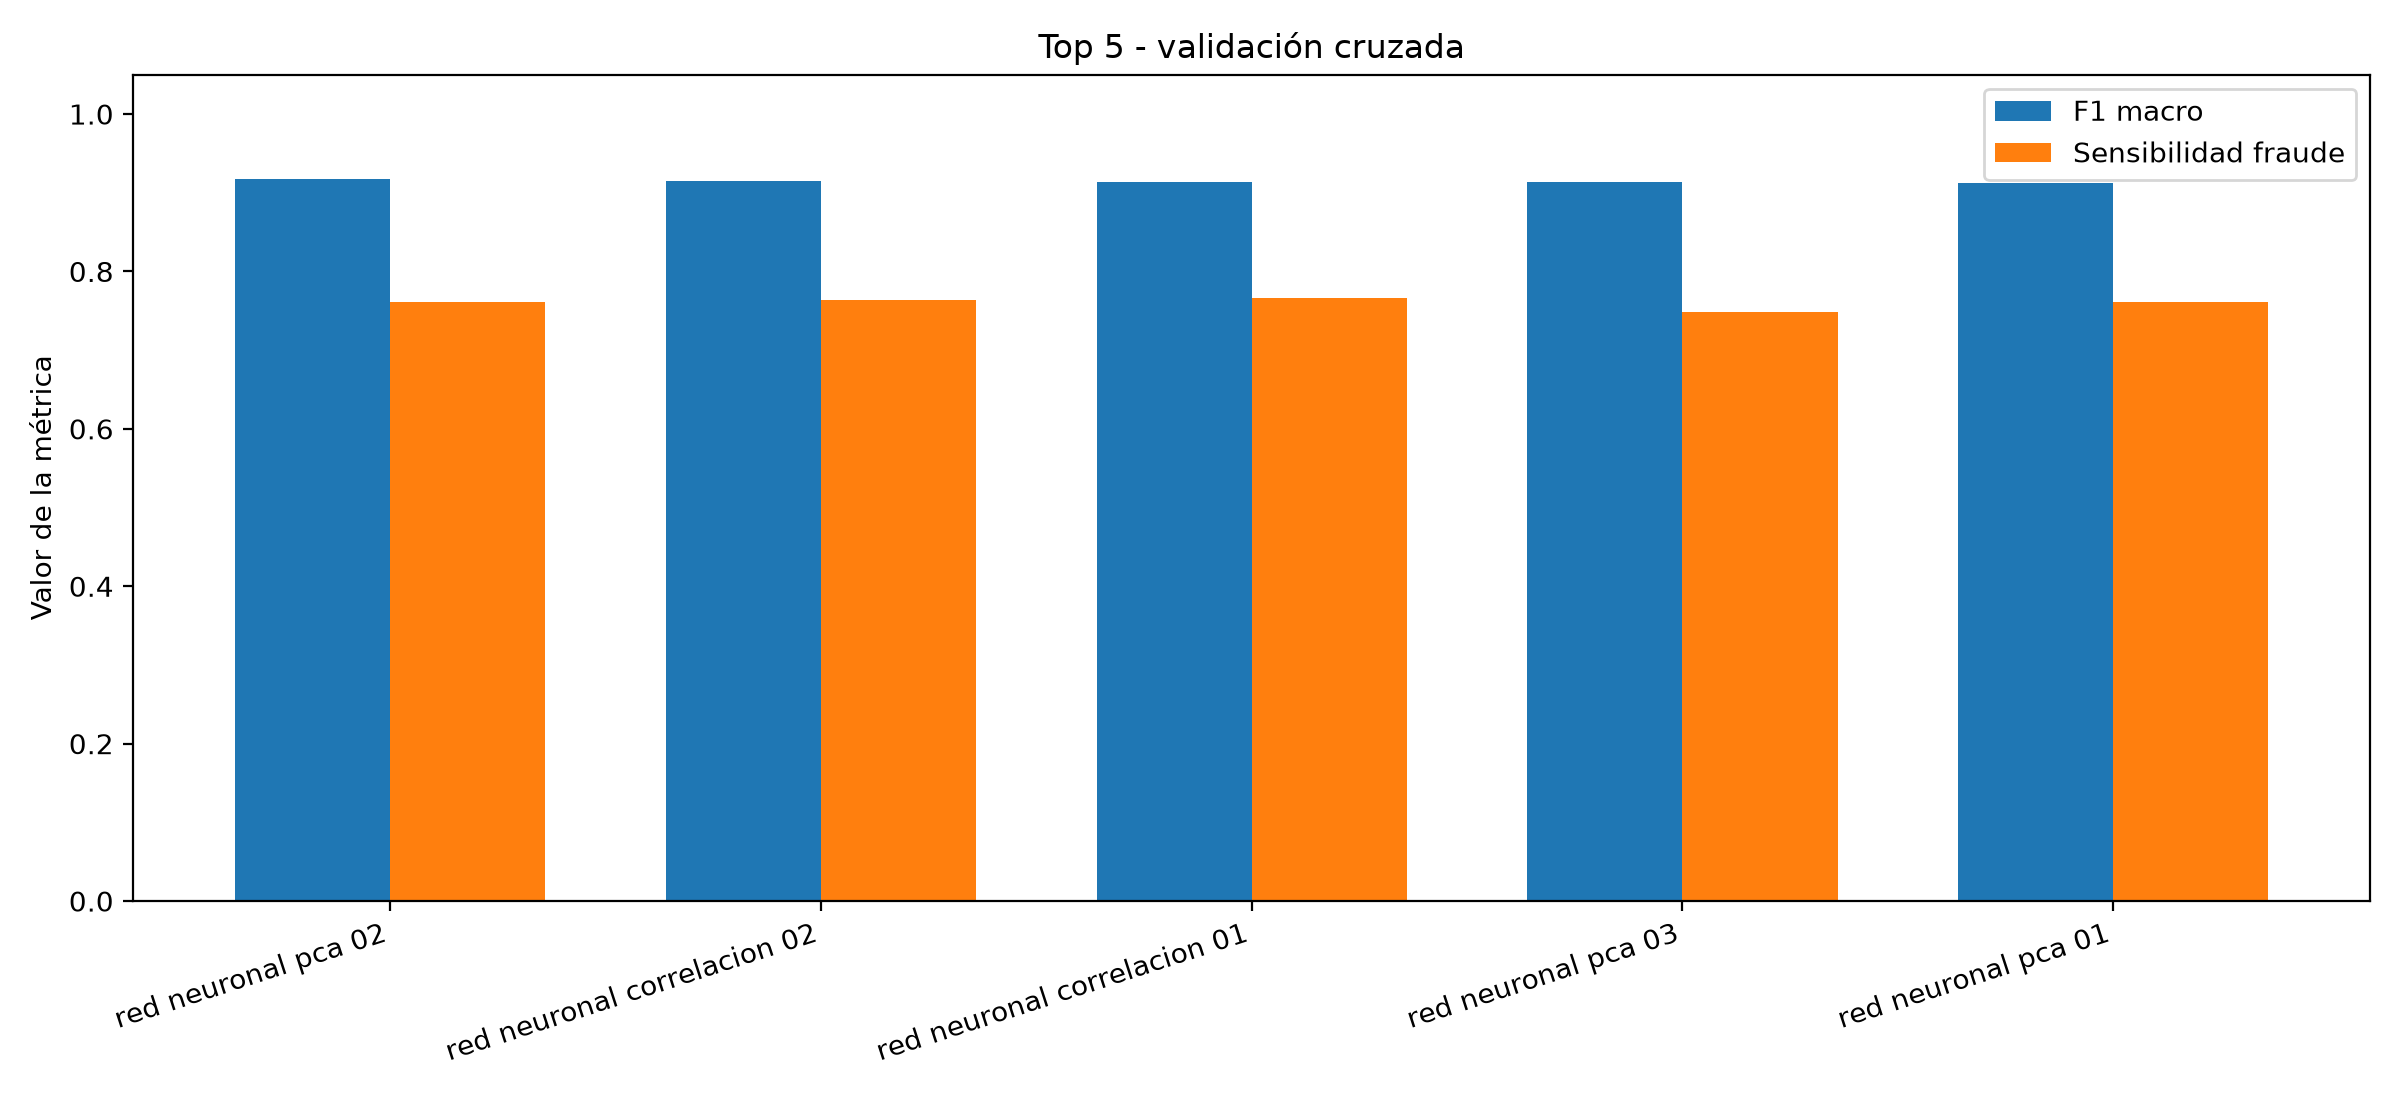 Top 5 - validación cruzada
F1 macro
Sensibilidad fraude
Valor de la métrica
1.0
0.8
0.6
0.4
0.2
0.0
red neuronal pca 02
red neuronal correlacion 02
red neuronal correlacion 01
red neuronal pca 03
red neuronal pca 01